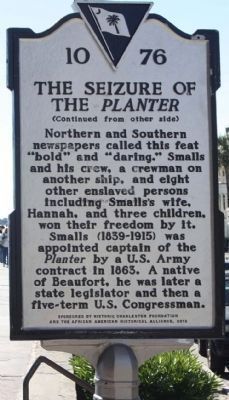 10 76
THE SEIZURE OF
THE PLANTER
(Continued from other side)
Northern and Southern
newspapers called this feat
"bold" and "daring." Smalls
and his crew, a crewman on
another ship, and eight
other enslaved persons
including Smalls's wife,
Hannah, and three children,
won their freedom by it.
Smalls (1839-1915) was
appointed captain of the
Planter by a U.S. Army
contract in 1863. A native
of Beaufort, he was later a
state legislator and then a
five-term U.S. Congressman.
SPONSORED BY HISTORIC CHARLESTON FOUNDATION
AND THE AFRICAN AMERICAN HISTORICAL ALLIANCE, 2012